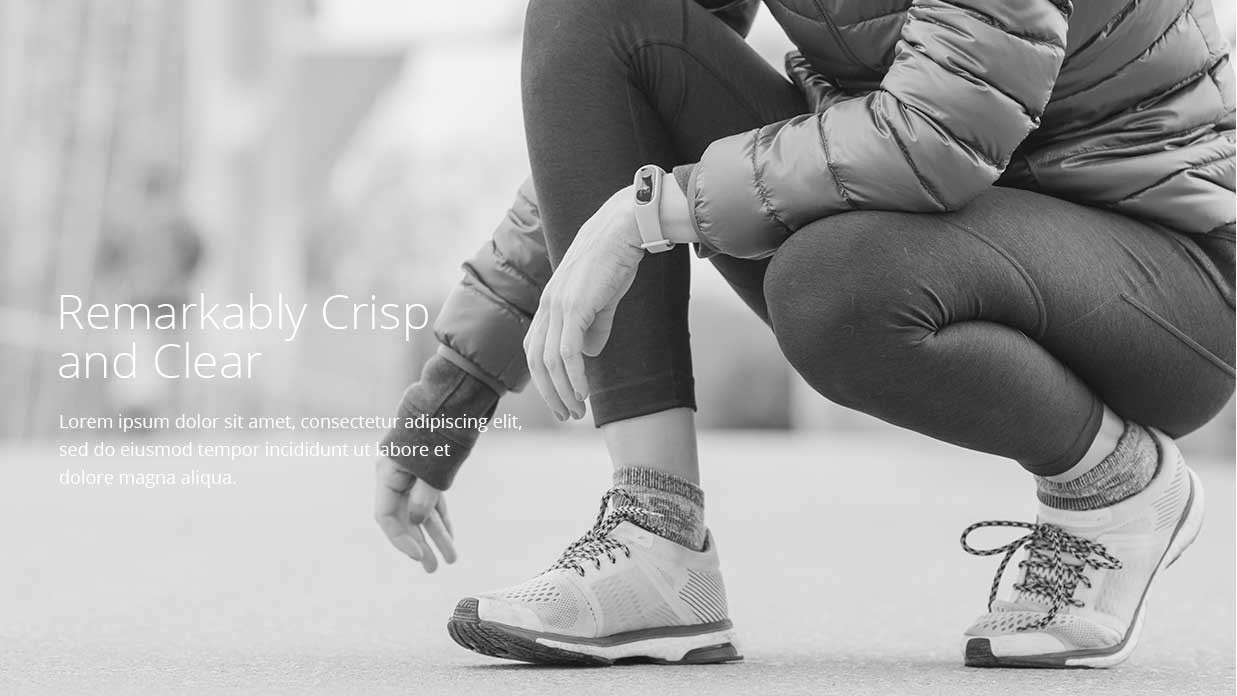 Remarkably Crisp
and Clear
Lorem ipsum dolor sit amet, consectetur adipiscing elit,
sed do eiusmod tempor incididunt ut labore et
dolore magna aliqua.